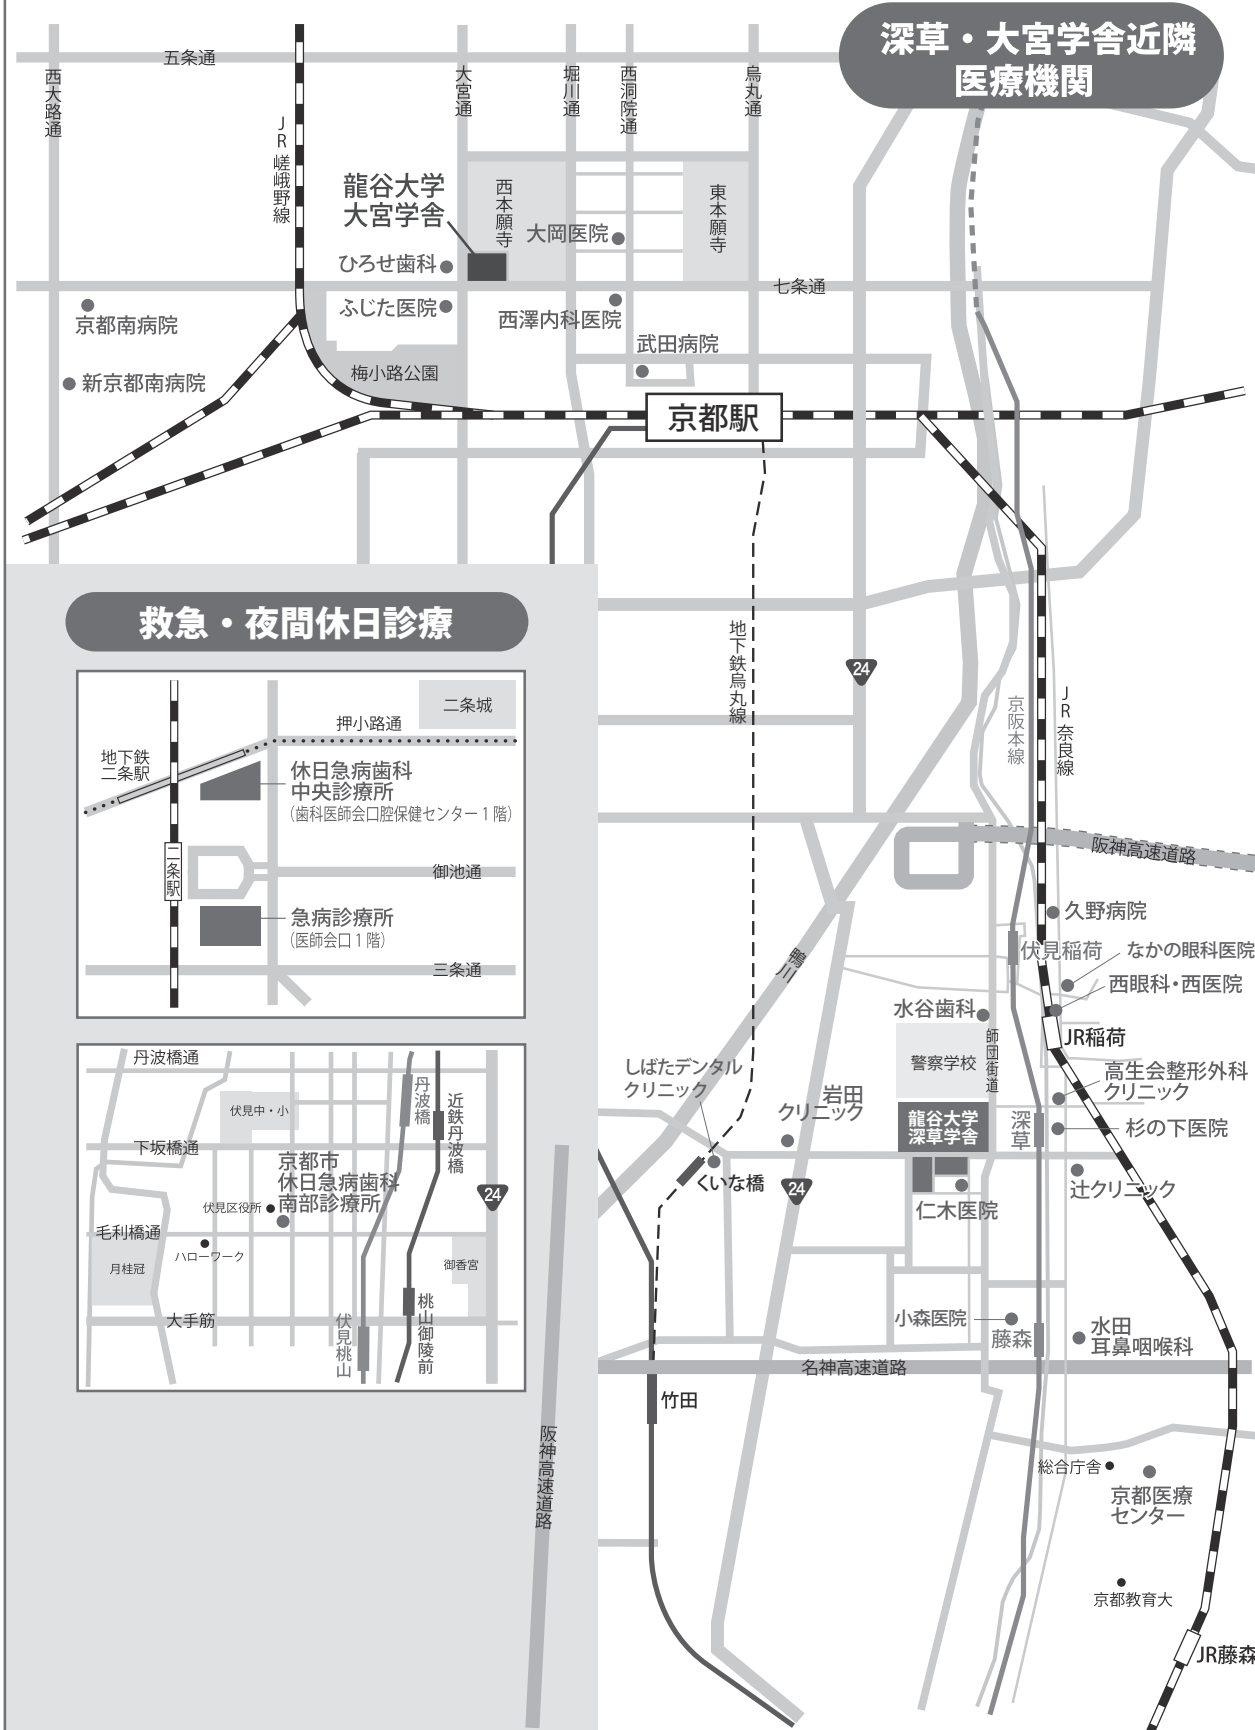 深草・大宮学舎近隣
医療機関
五条通
西大路通
JR嵯峨野線
大宮通
堀川通
西洞院通
烏丸通
龍谷大学
大宮学舎
西本願寺
大岡医院
東本願寺
ひろせ歯科
七条通
ふじた医院
京都南病院
西澤内科医院
武田病院
新京都南病院
梅小路公園
京都駅
救急・夜間休日診療
地下鉄烏丸線
24
京阪本線
JR奈良線
二条城
押小路通
地下鉄
二条駅
休日急病歯科
中央診療所
(歯科医師会口腔保健センター1階)
二条駅
御池通
急病診療所
(医師会口1階)
三条通
阪神高速道路
久野病院
伏見稲荷
なかの眼科医院
鴨川
西眼科・西医院
水谷歯科
JR稲荷
師団街道
警察学校
しばたデンタル
クリニック
高生会整形外科
クリニック
岩田
クリニック
龍谷大学
深草学舎
深草
杉の下医院
くいな橋
24
辻クリニック
仁木医院
丹波橋通
丹波橋
近鉄丹波橋
伏見中・小
下坂橋通
京都市
休日急病歯科
南部診療所
24
伏見区役所
毛利橋通
ハローワーク
月桂冠
御香宮
大手筋
伏見桃山
桃山御陵前
小森医院
藤森
水田
耳鼻咽喉科
名神高速道路
竹田
阪神高速道路
総合庁舎
京都医療
センター
京都教育大
JR藤森